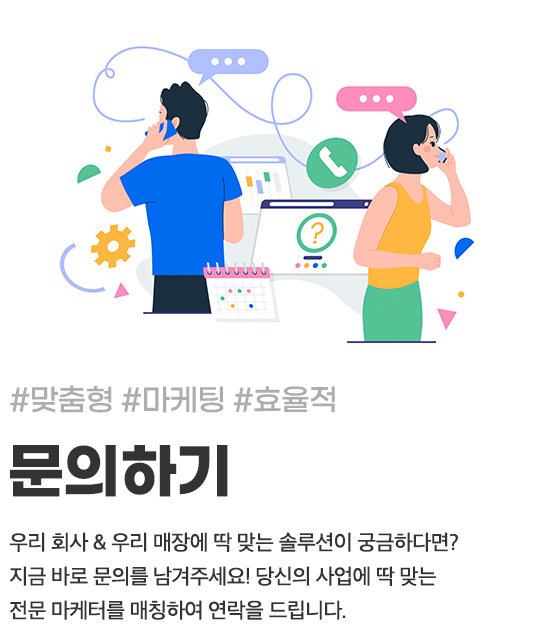 ?
#맞춤형 #마케팅 #효율적
문의하기
우리 회사 & 우리 매장에 딱 맞는 솔루션이 궁금하다면?
지금 바로 문의를 남겨주세요! 당신의 사업에 딱 맞는
전문 마케터를 매칭하여 연락을 드립니다.